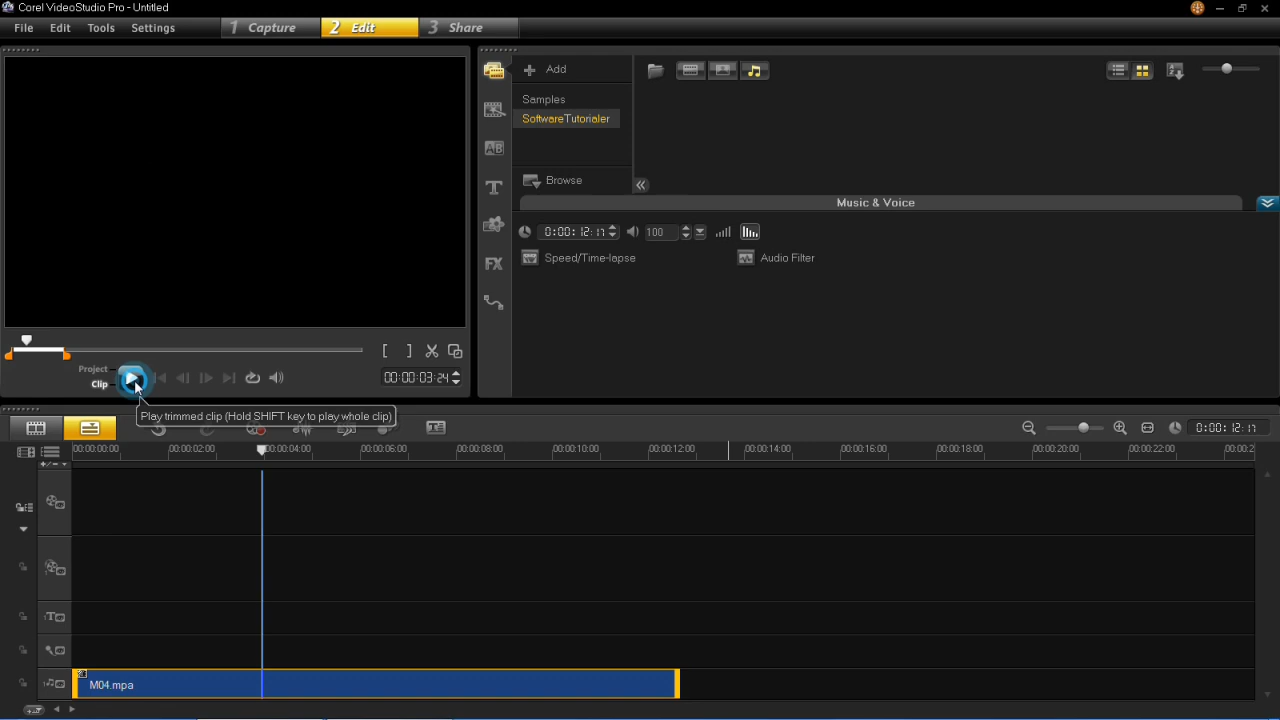 Corel VideoStudio Pro - Untitled
File Edit Tools Settings 1 Capture 2 Edit 3 Share
Add
Samples
SoftwareTutorialer
Browse
Music & Voice
0:00:12:17 100
Speed/Time-lapse Audio Filter
Project
Clip
00:00:03:24
Play trimmed clip (Hold SHIFT key to play whole clip)
0:00:12:17
00:00:00:00 00:00:02:00 00:00:04:00 00:00:06:00 00:00:08:00 00:00:10:00 00:00:12:00 00:00:14:00 00:00:16:00 00:00:18:00 00:00:20:00 00:00:22:00 00:00:2
M04.mpa